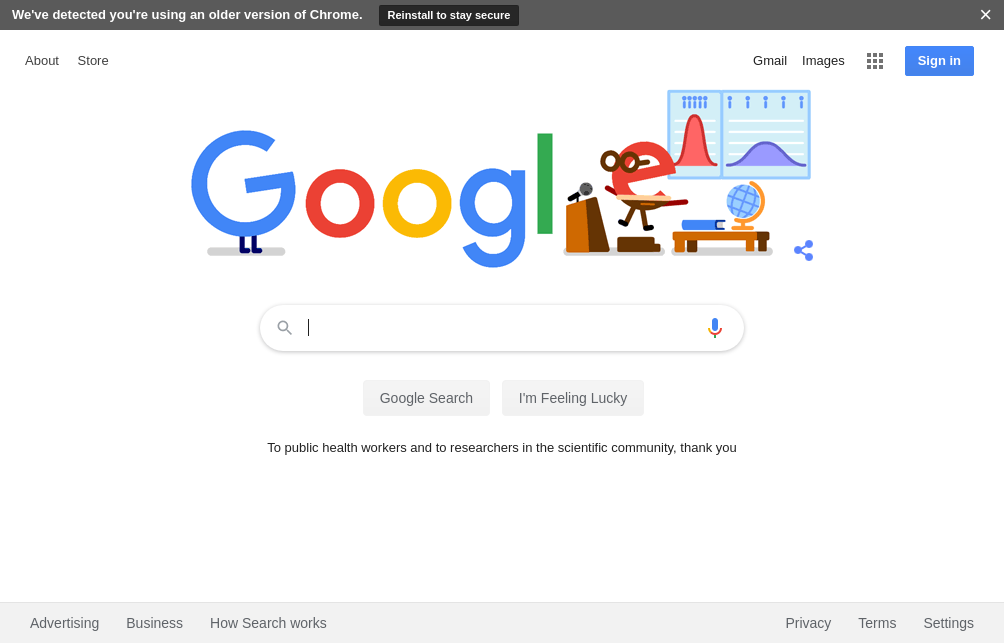 We've detected you're using an older version of Chrome. Reinstall to stay secure ×
About Store Gmail Images Sign in
Google
Google Search I'm Feeling Lucky
To public health workers and to researchers in the scientific community, thank you
Advertising Business How Search works Privacy Terms Settings